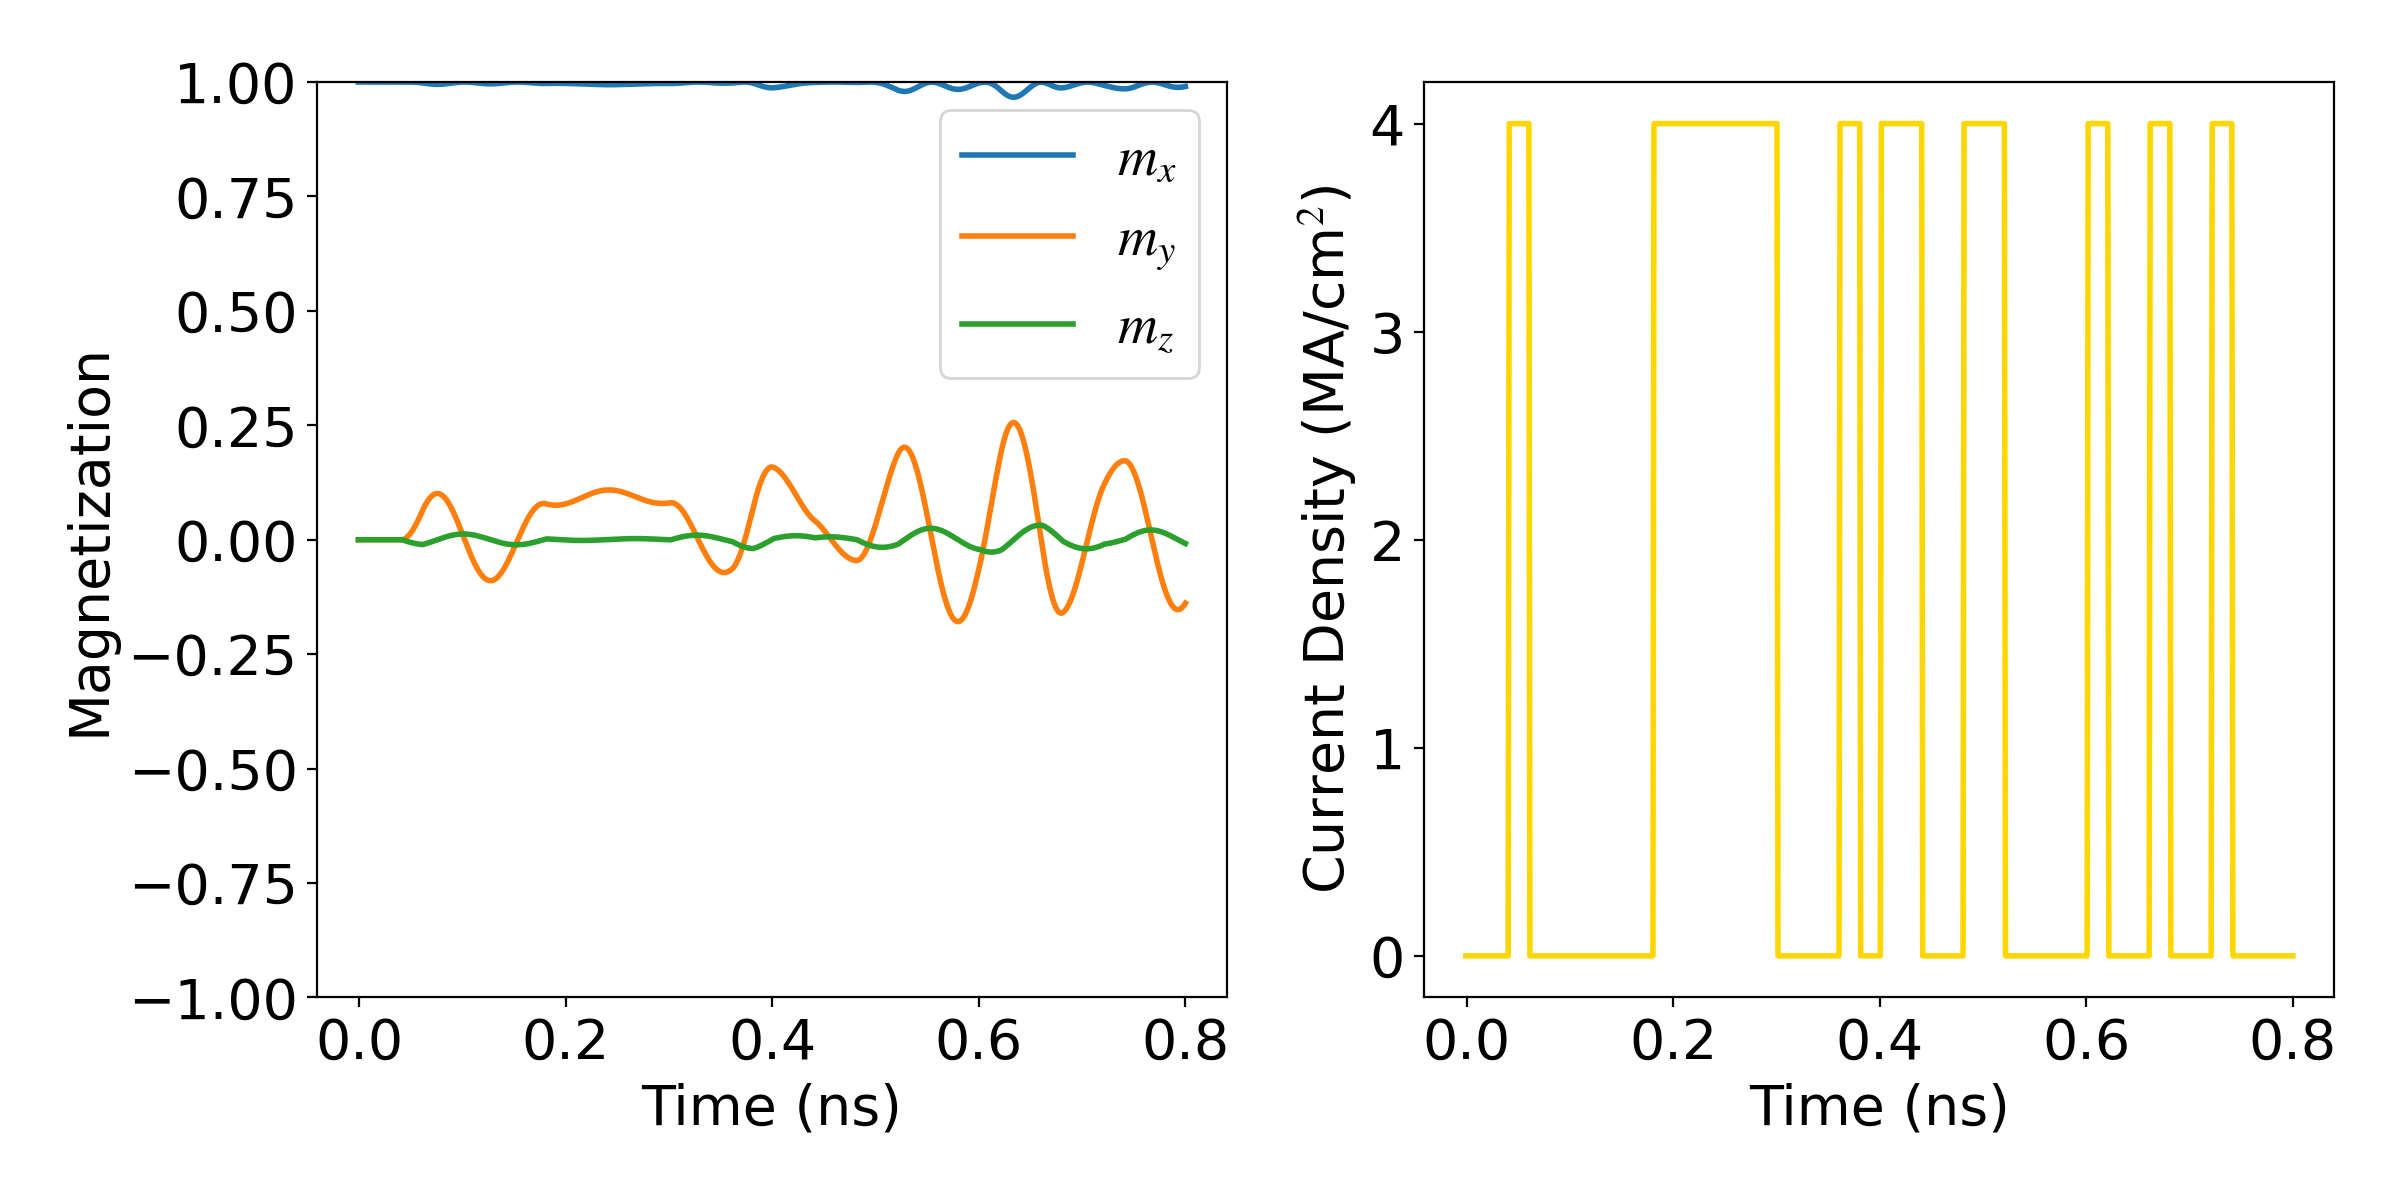 1.00
0.75
0.50
0.25
0.00
−0.25
−0.50
−0.75
−1.00
Magnetization
0.0 0.2 0.4 0.6 0.8
Time (ns)
m_x
m_y
m_z
4
3
2
1
0
Current Density (MA/cm²)
0.0 0.2 0.4 0.6 0.8
Time (ns)